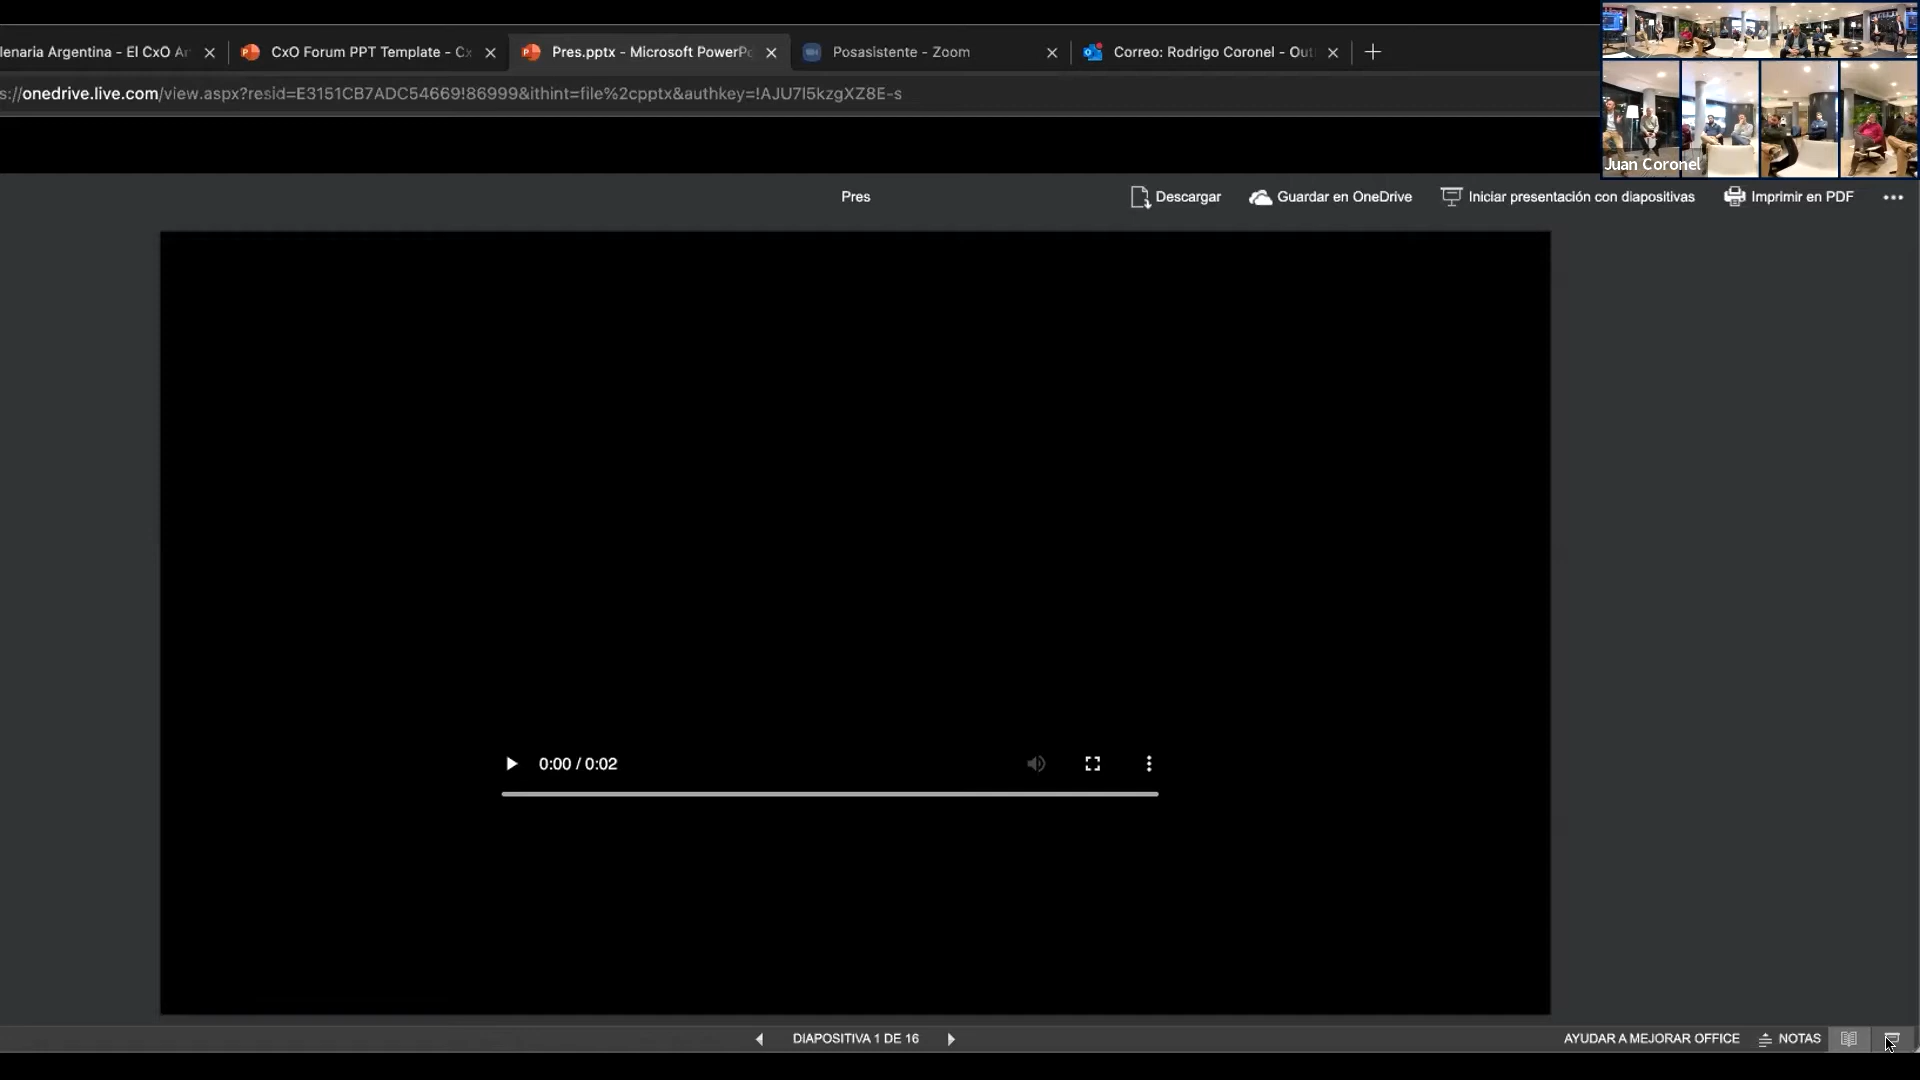 lenaria Argentina - El CxO Ar
CxO Forum PPT Template - Cx
Pres.pptx - Microsoft PowerPo
Posasistente - Zoom
Correo: Rodrigo Coronel - Out
s://onedrive.live.com/view.aspx?resid=E3151CB7ADC54669!86999&ithint=file%2cpptx&authkey=!AJU7I5kzgXZ8E-s
Juan Coronel
Pres
Descargar
Guardar en OneDrive
Iniciar presentación con diapositivas
Imprimir en PDF
0:00 / 0:02
DIAPOSITIVA 1 DE 16
AYUDAR A MEJORAR OFFICE
NOTAS